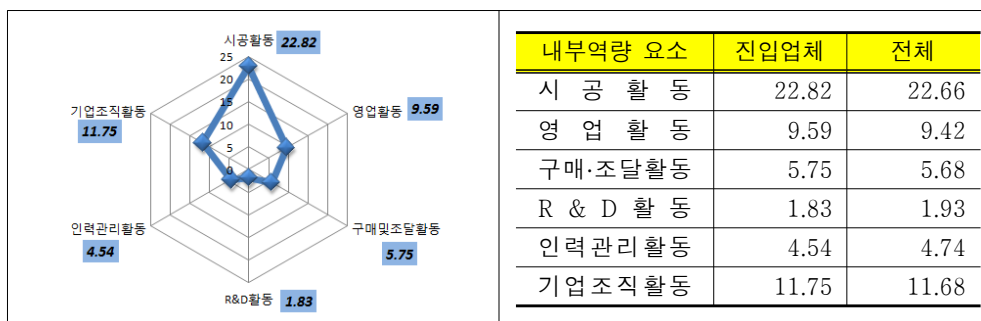 시공활동 22.82
25
20
15
10
5
0
영업활동 9.59
구매및조달활동
5.75
R&D활동 1.83
인력관리활동
4.54
기업조직활동
11.75
내부역량 요소 진입업체 전체
시 공 활 동 22.82 22.66
영 업 활 동 9.59 9.42
구매·조달활동 5.75 5.68
R & D 활 동 1.83 1.93
인력관리활동 4.54 4.74
기업조직활동 11.75 11.68